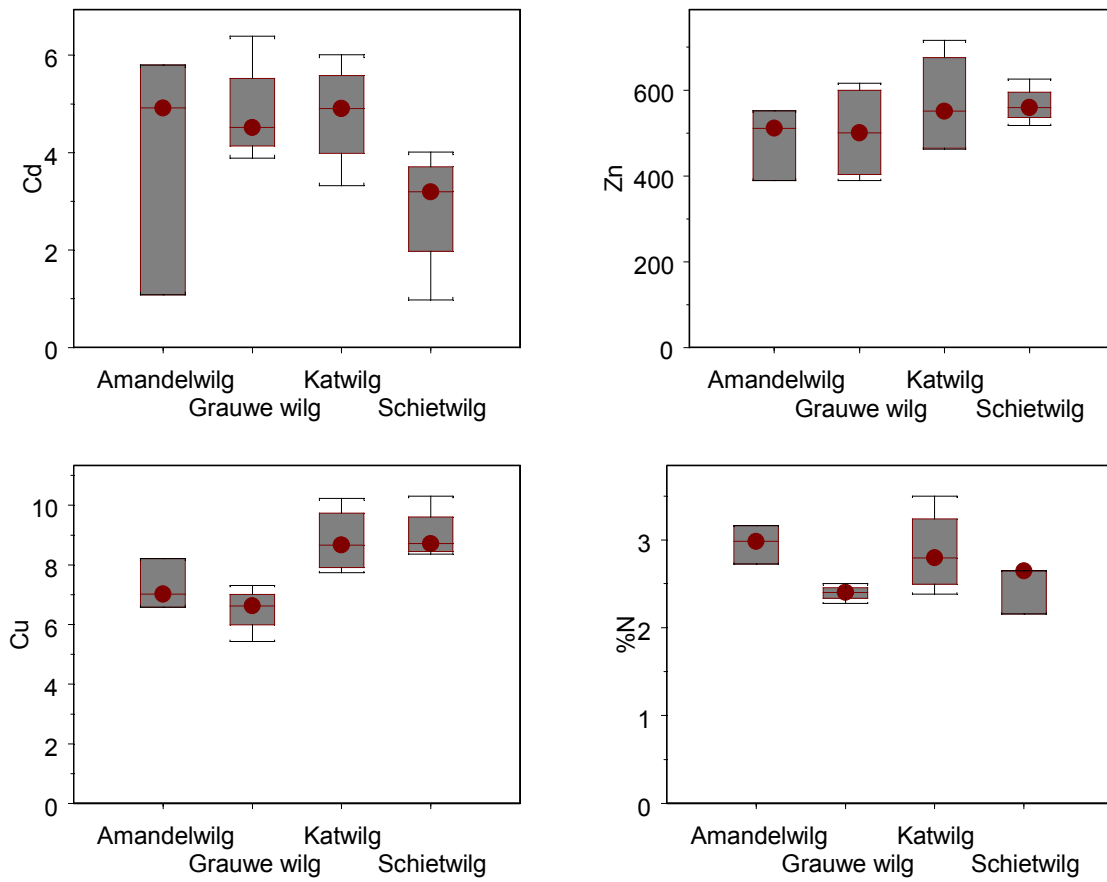 Cd
6
4
2
0
Amandelwilg
Grauwe wilg
Katwilg
Schietwilg
Zn
600
400
200
0
Amandelwilg
Grauwe wilg
Katwilg
Schietwilg
Cu
10
8
6
4
2
0
Amandelwilg
Grauwe wilg
Katwilg
Schietwilg
%N
3
2
1
0
Amandelwilg
Grauwe wilg
Katwilg
Schietwilg